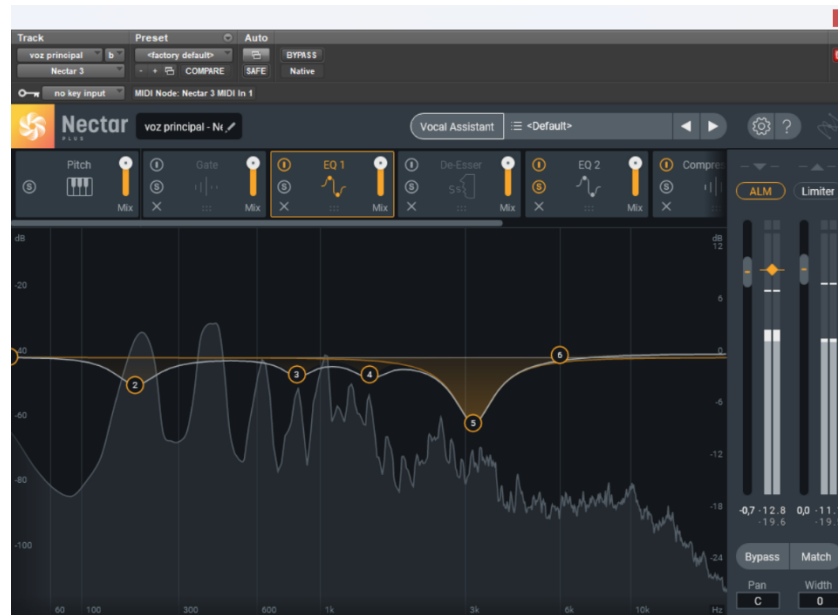 Track Preset Auto
voz principal b <factory default> BYPASS
Nectar 3 - + COMPARE SAFE Native
no key input MIDI Node: Nectar 3 MIDI In 1
Nectar
PLUS
voz principal - Ne
Vocal Assistant <Default> ?
Pitch Gate EQ 1 De-Esser EQ 2 Compres
S S S S S S
Mix Mix Mix Mix Mix
ALM Limiter
dB dB
12
-20
6
-40 0
6
2 3 4
-6
-60
5
-12
-80
-18
-100
-24
60 100 300 600 1k 3k 6k 10k Hz
-0,7 -12.8 0,0 -11.
-19.6 -19.
Bypass Match
Pan Width
C 0